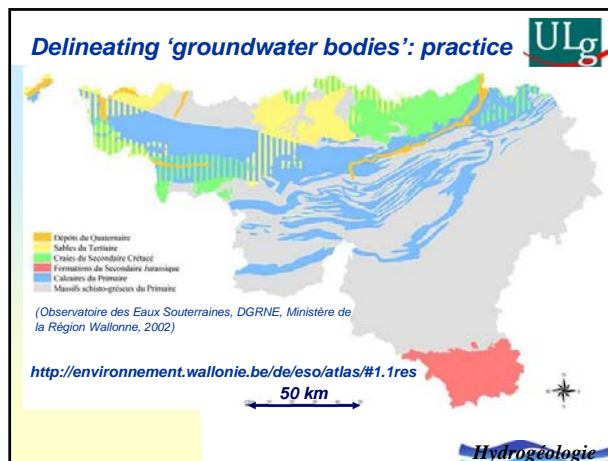 Delineating ‘groundwater bodies’: practice
ULg
Dépôts du Quaternaire
Sables du Tertiaire
Craies du Secondaire Crétacé
Formations du Secondaire Jurassique
Calcaires du Primaire
Massifs schisto-gréseux du Primaire
(Observatoire des Eaux Souterraines, DGRNE, Ministère de
la Région Wallonne, 2002)
http://environnement.wallonie.be/de/eso/atlas/#1.1res
50 km
Hydrogéologie